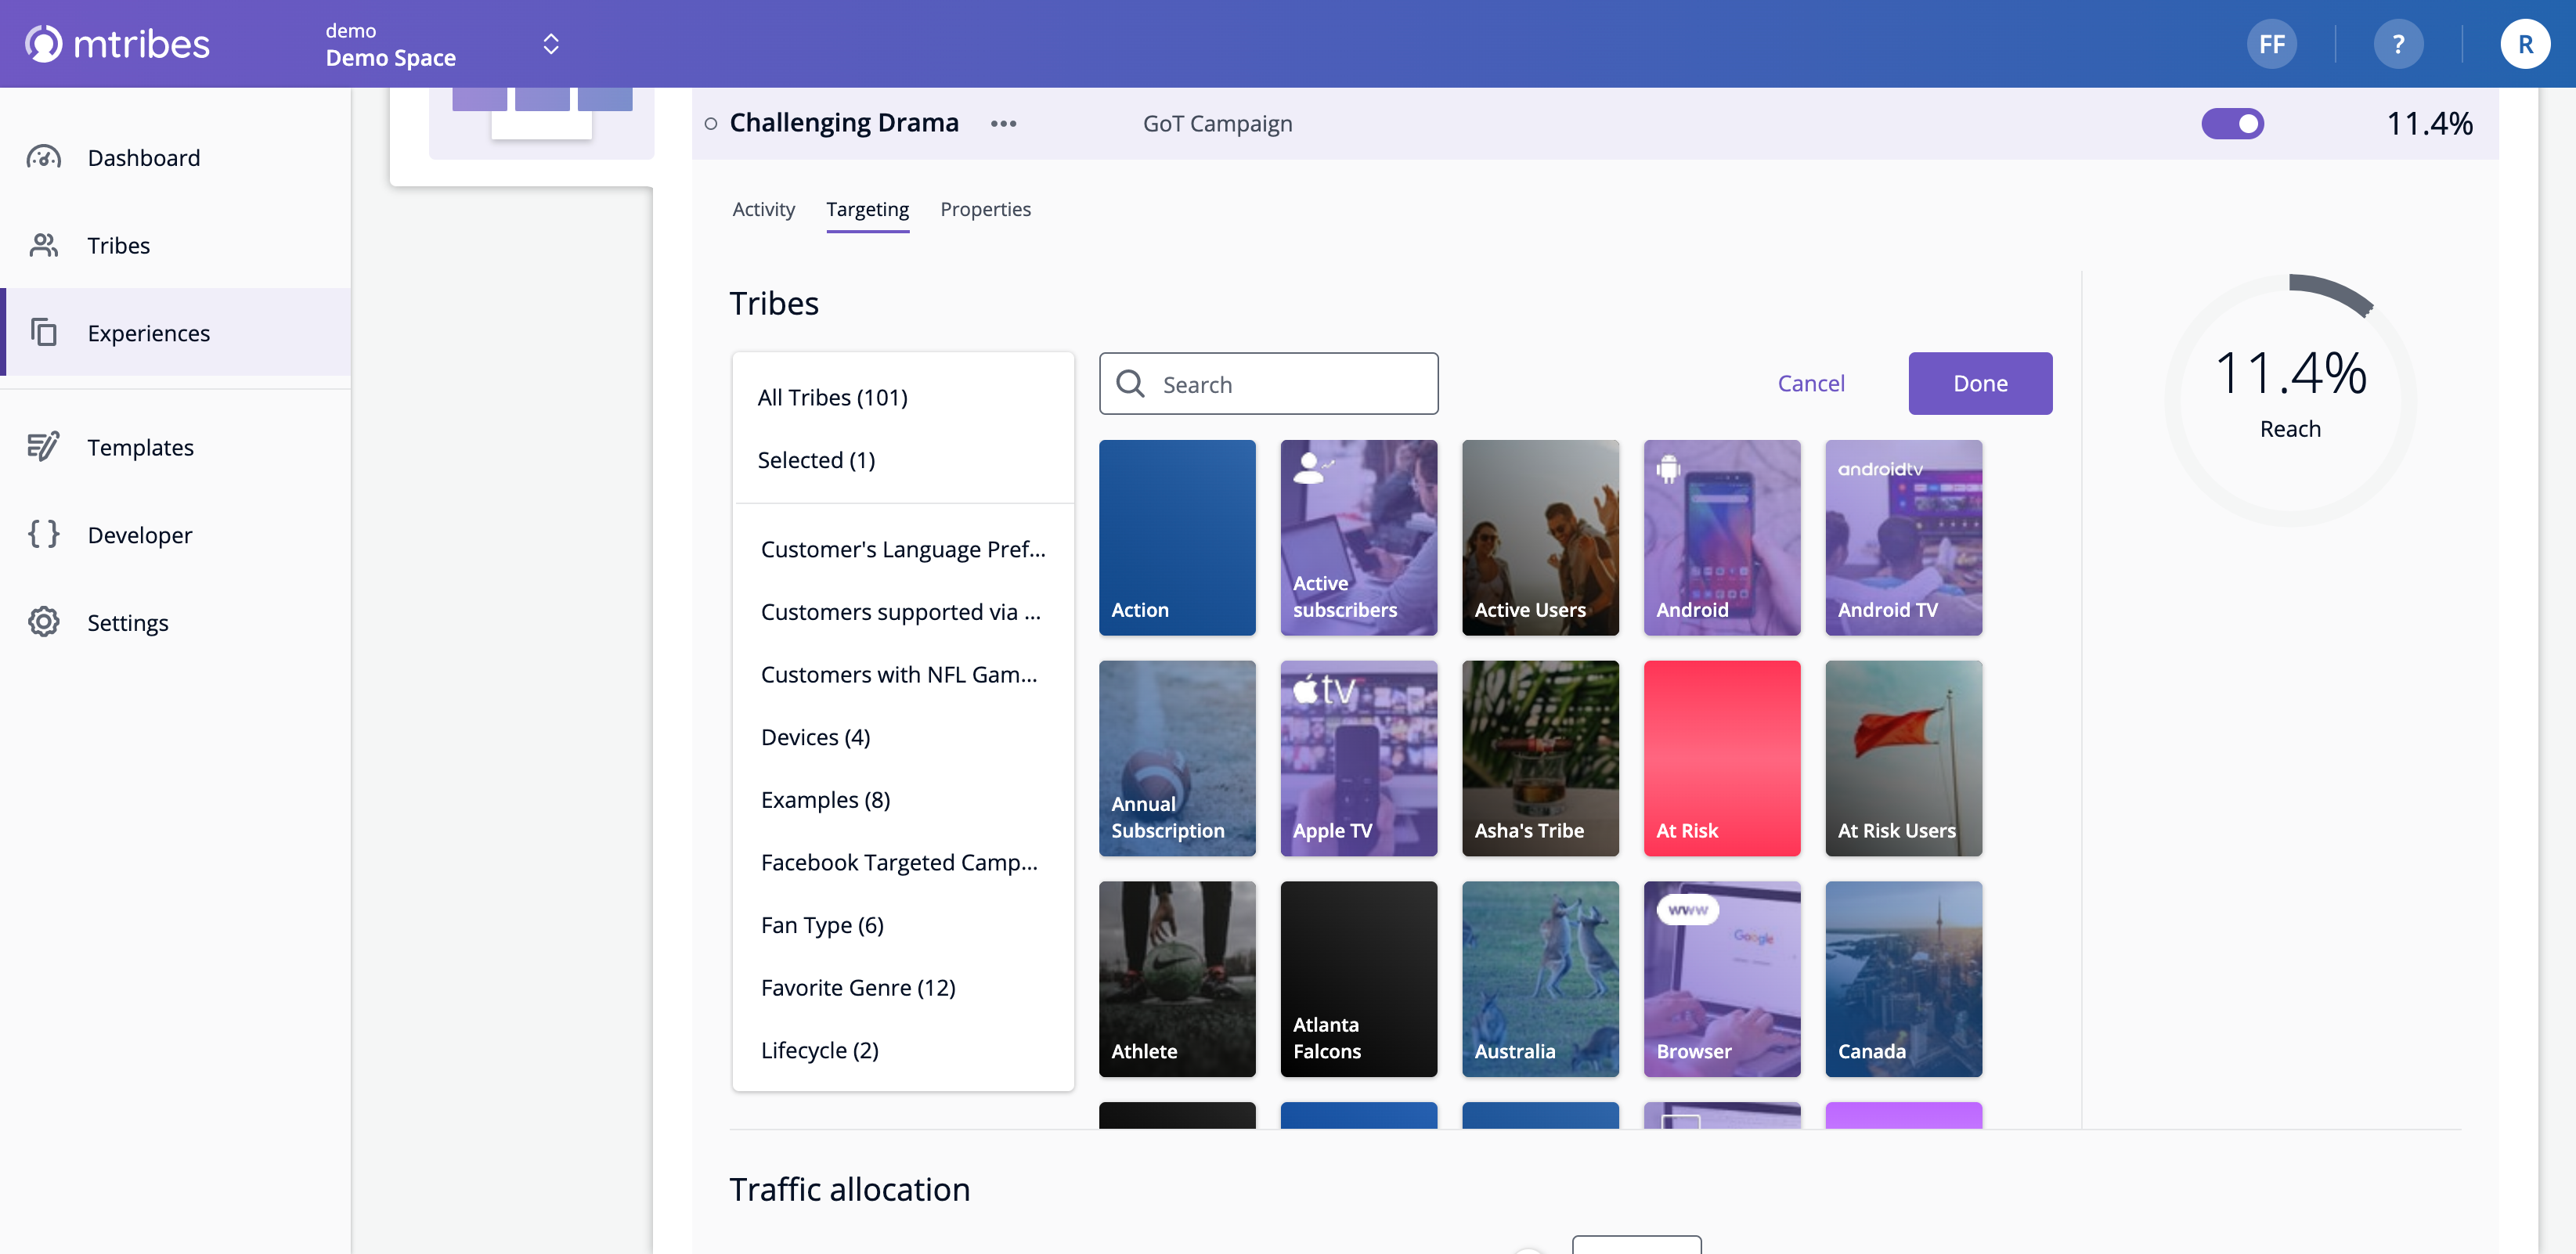 mtribes
demo
Demo Space
FF
?
R
Dashboard
Tribes
Experiences
Templates
Developer
Settings
Challenging Drama
GoT Campaign
11.4%
Activity
Targeting
Properties
Tribes
All Tribes (101)
Selected (1)
Customer's Language Pref...
Customers supported via ...
Customers with NFL Gam...
Devices (4)
Examples (8)
Facebook Targeted Camp...
Fan Type (6)
Favorite Genre (12)
Lifecycle (2)
Search
Cancel
Done
Action
Active
subscribers
Active Users
Android
androidtv
Android TV
Annual
Subscription
tv
Apple TV
Asha's Tribe
At Risk
At Risk Users
Athlete
Atlanta
Falcons
Australia
www
Google
Browser
Canada
11.4%
Reach
Traffic allocation